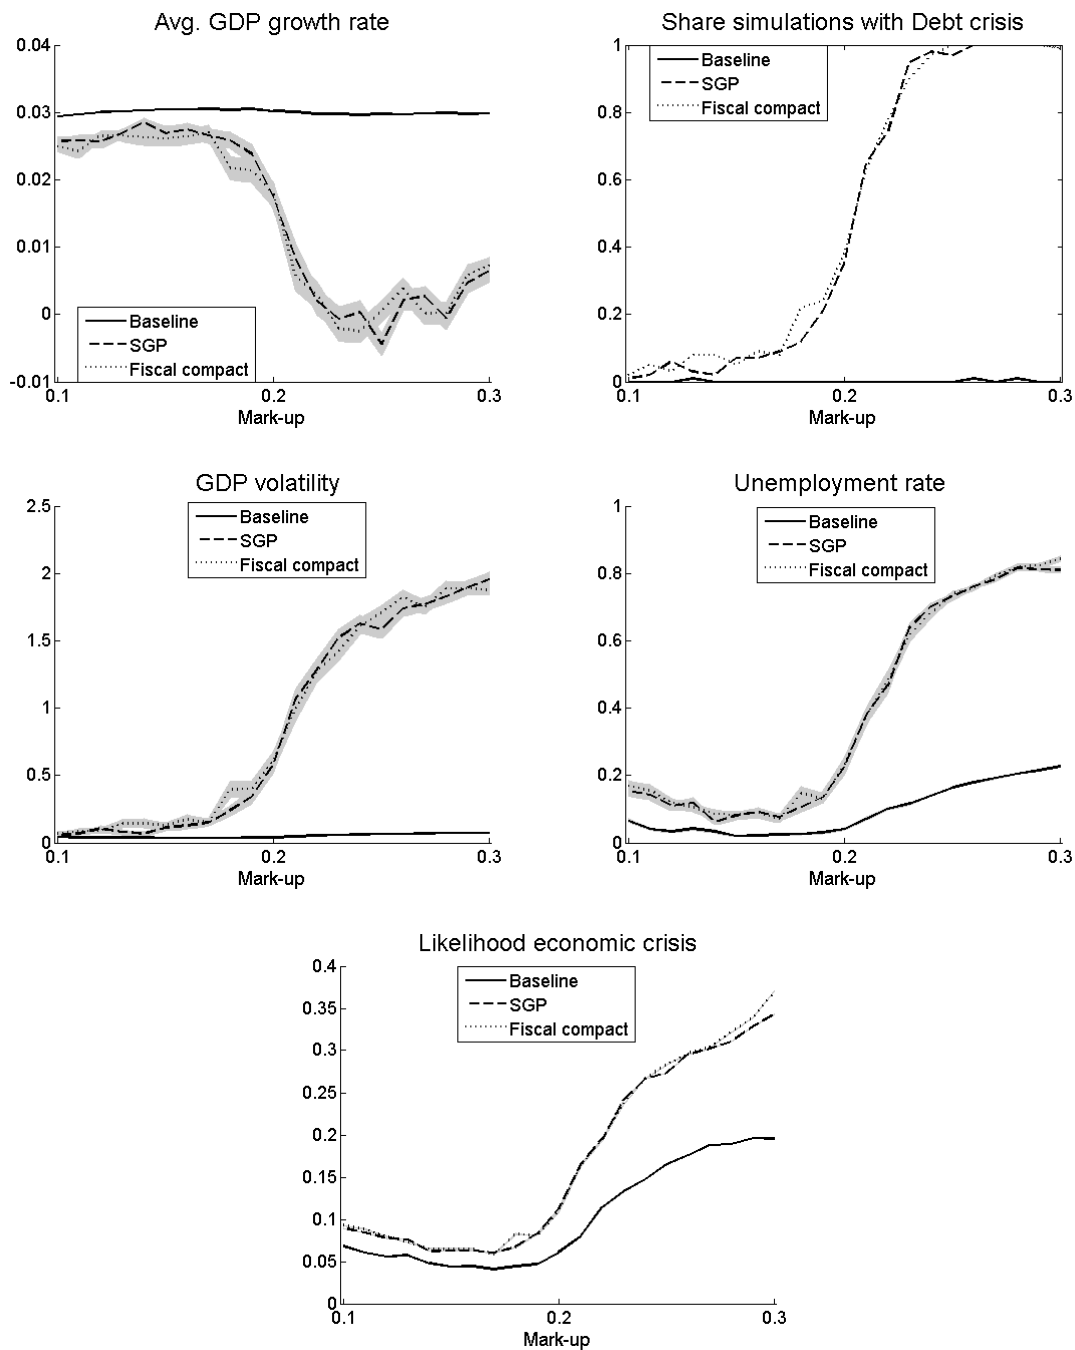 Avg. GDP growth rate
0.04
0.03
0.02
0.01
0
-0.01
Baseline
SGP
Fiscal compact
0.1
0.2
0.3
Mark-up
Share simulations with Debt crisis
1
0.8
0.6
0.4
0.2
0
Baseline
SGP
Fiscal compact
0.1
0.2
0.3
Mark-up
GDP volatility
2.5
2
1.5
1
0.5
0
Baseline
SGP
Fiscal compact
0.1
0.2
0.3
Mark-up
Unemployment rate
1
0.8
0.6
0.4
0.2
0
Baseline
SGP
Fiscal compact
0.1
0.2
0.3
Mark-up
Likelihood economic crisis
0.4
0.35
0.3
0.25
0.2
0.15
0.1
0.05
0
Baseline
SGP
Fiscal compact
0.1
0.2
0.3
Mark-up